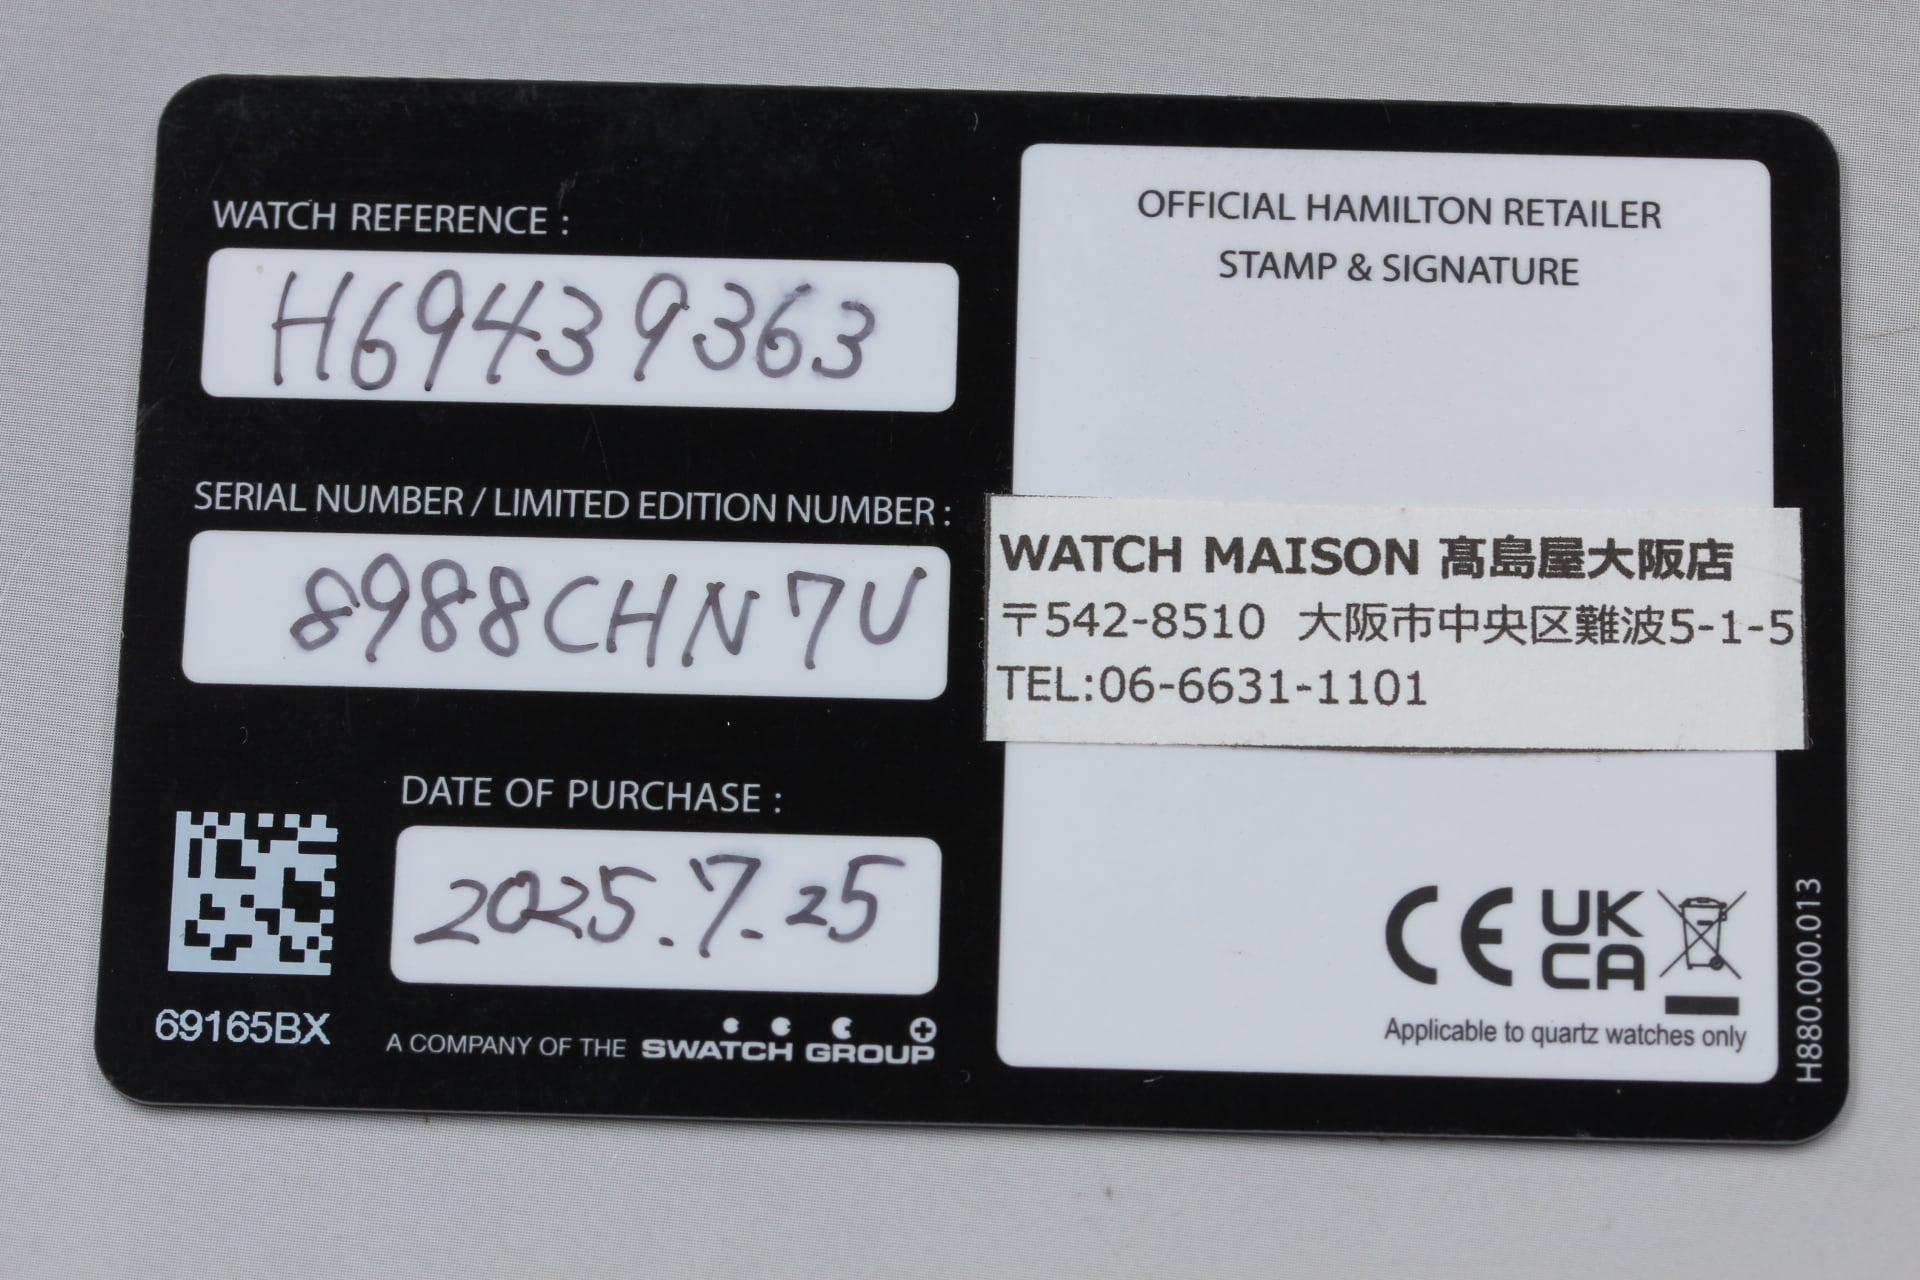 WATCH REFERENCE :
H69439363
SERIAL NUMBER / LIMITED EDITION NUMBER :
8988CHN7U
DATE OF PURCHASE :
2025.7.25
69165BX
A COMPANY OF THE SWATCH GROUP
OFFICIAL HAMILTON RETAILER
STAMP & SIGNATURE
WATCH MAISON 髙島屋大阪店
〒542-8510 大阪市中央区難波5-1-5
TEL:06-6631-1101
CE UK
CA
Applicable to quartz watches only
H880.000.013